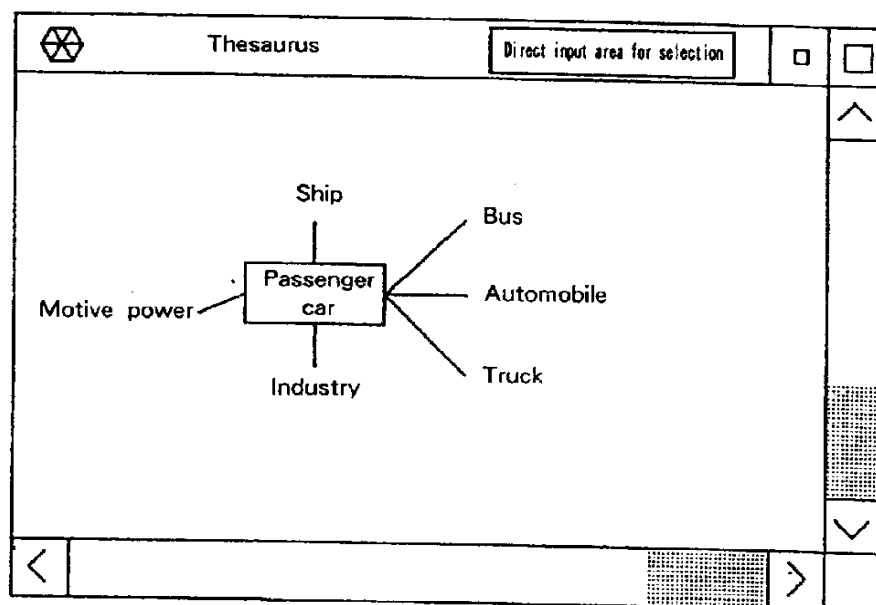 Thesaurus
Direct input area for selection
Ship
Bus
Passenger
car
Automobile
Motive power
Industry
Truck